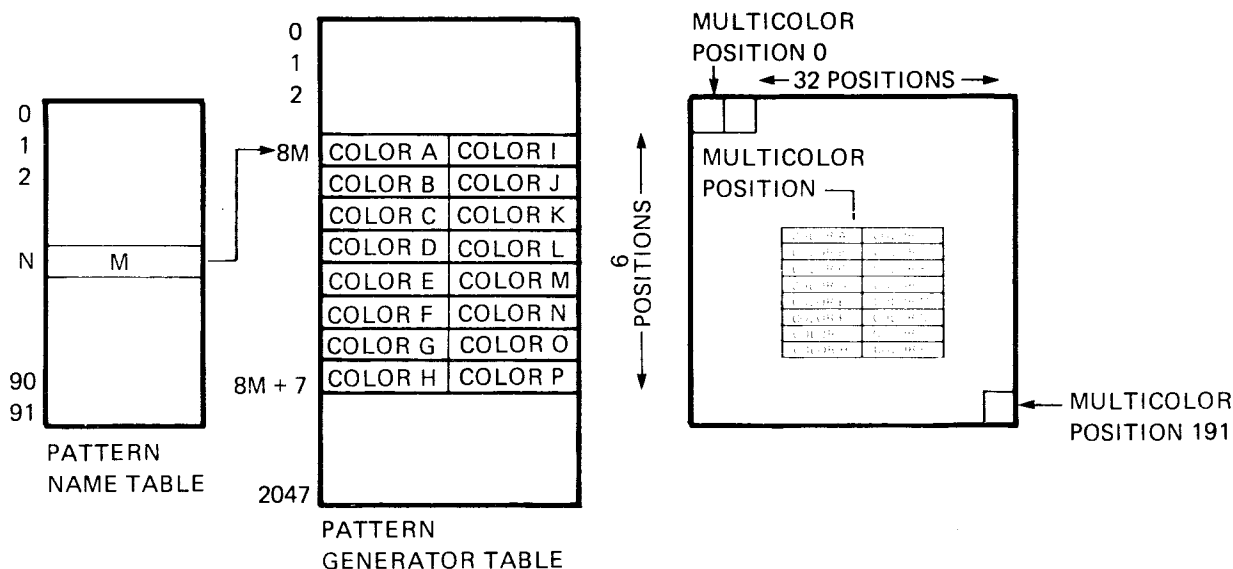 0
1
2
N
M
90
91
PATTERN
NAME TABLE
0
1
2
8M
COLOR A COLOR I
COLOR B COLOR J
COLOR C COLOR K
COLOR D COLOR L
COLOR E COLOR M
COLOR F COLOR N
COLOR G COLOR O
8M + 7
COLOR H COLOR P
2047
PATTERN
GENERATOR TABLE
MULTICOLOR
POSITION 0
32 POSITIONS
6
POSITIONS
MULTICOLOR
POSITION
MULTICOLOR
POSITION 191